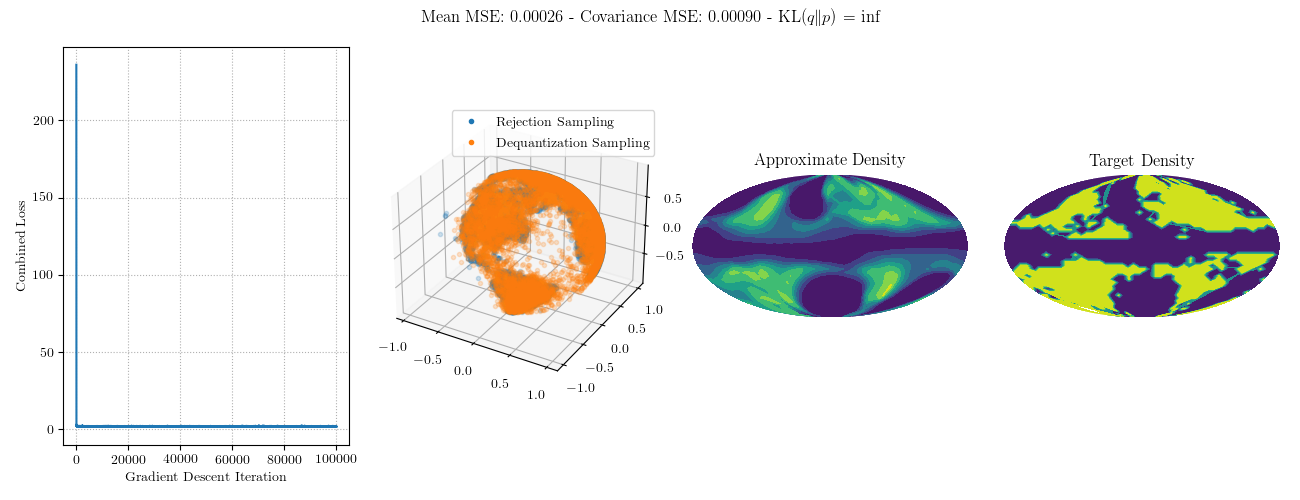 Mean MSE: 0.00026 - Covariance MSE: 0.00090 - KL(q‖p) = inf
Combined Loss
200
150
100
50
0
0 20000 40000 60000 80000 100000
Gradient Descent Iteration
Rejection Sampling
Dequantization Sampling
0.5
0.0
−0.5
−1.0
−0.5
0.0
0.5
1.0
1.0
0.5
0.0
−0.5
−1.0
Approximate Density
Target Density